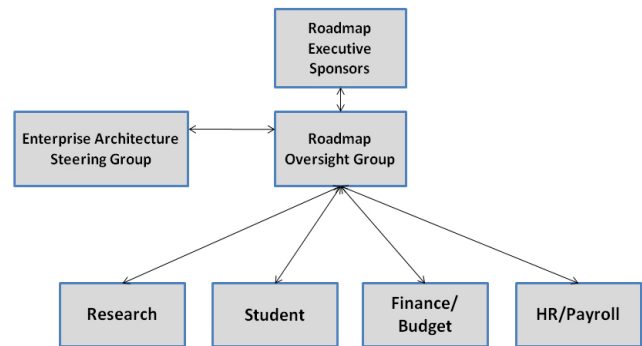 Roadmap
Executive
Sponsors
Enterprise Architecture
Steering Group
Roadmap
Oversight Group
Research
Student
Finance/
Budget
HR/Payroll